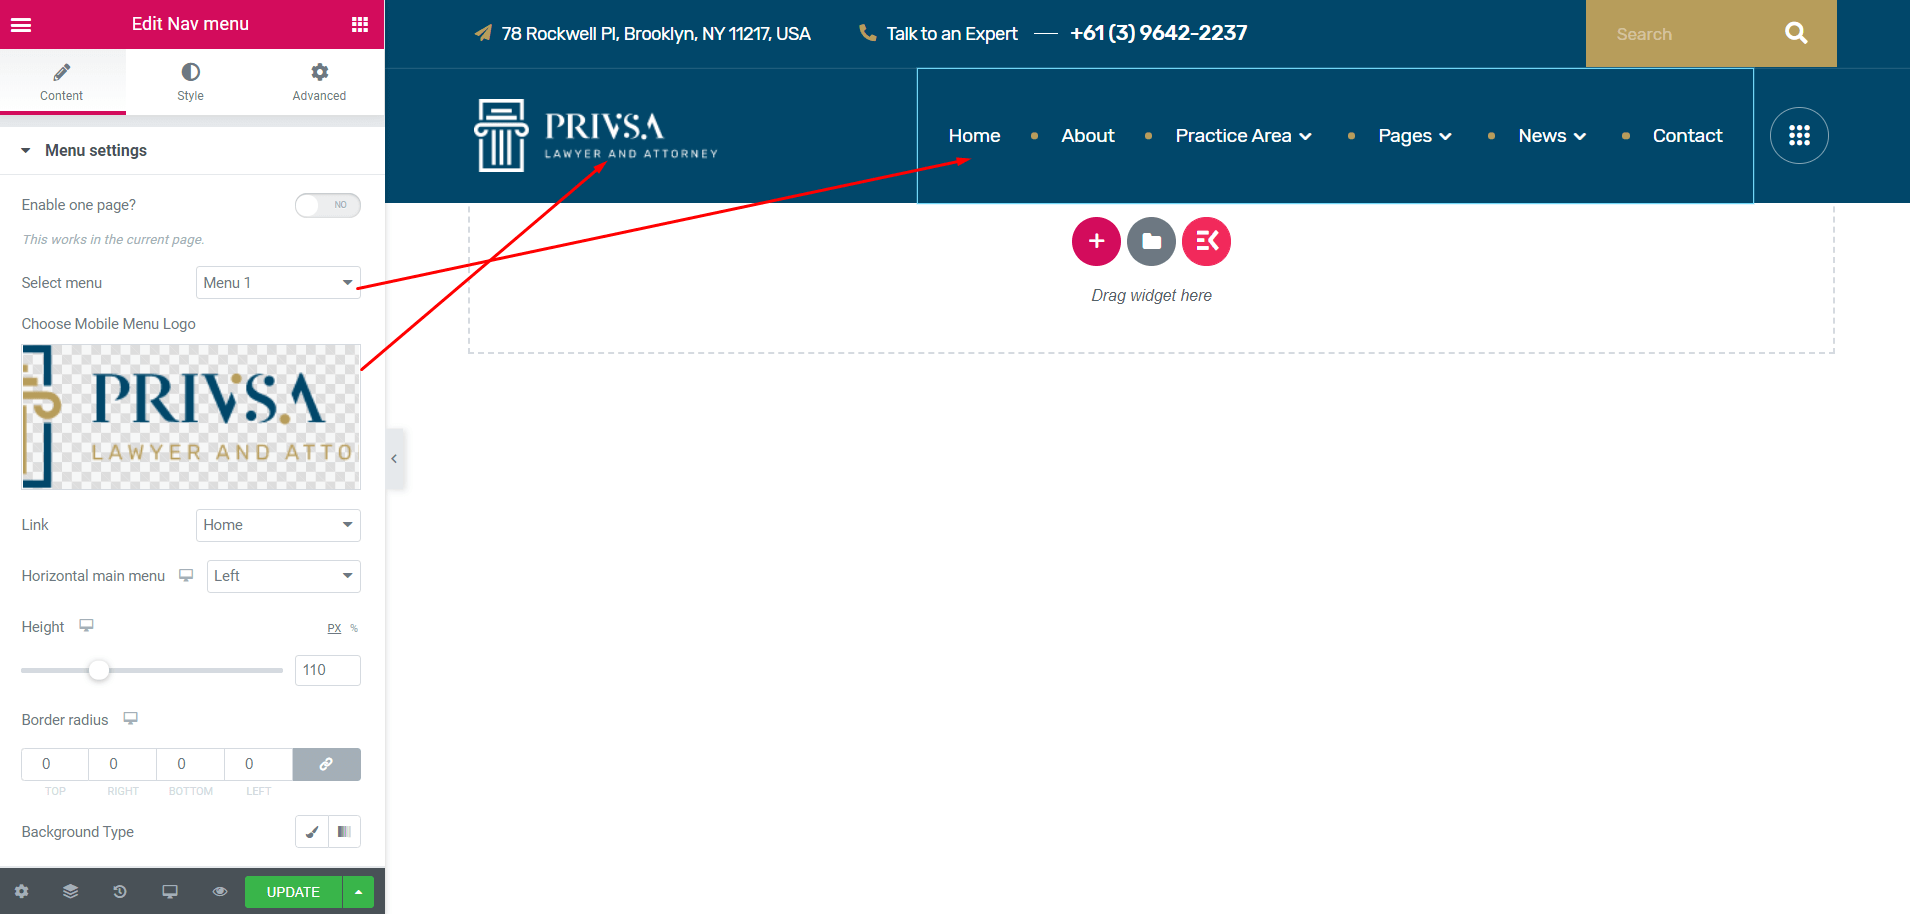 Edit Nav menu
Content
Style
Advanced
Menu settings
Enable one page?
NO
This works in the current page.
Select menu
Menu 1
Choose Mobile Menu Logo
PRIVSA
LAWYER AND ATTO
Link
Home
Horizontal main menu
Left
Height
PX %
110
Border radius
0 0 0 0
TOP RIGHT BOTTOM LEFT
Background Type
UPDATE
78 Rockwell Pl, Brooklyn, NY 11217, USA
Talk to an Expert
+61 (3) 9642-2237
Search
PRIVSA
LAWYER AND ATTORNEY
Home
About
Practice Area
Pages
News
Contact
Drag widget here